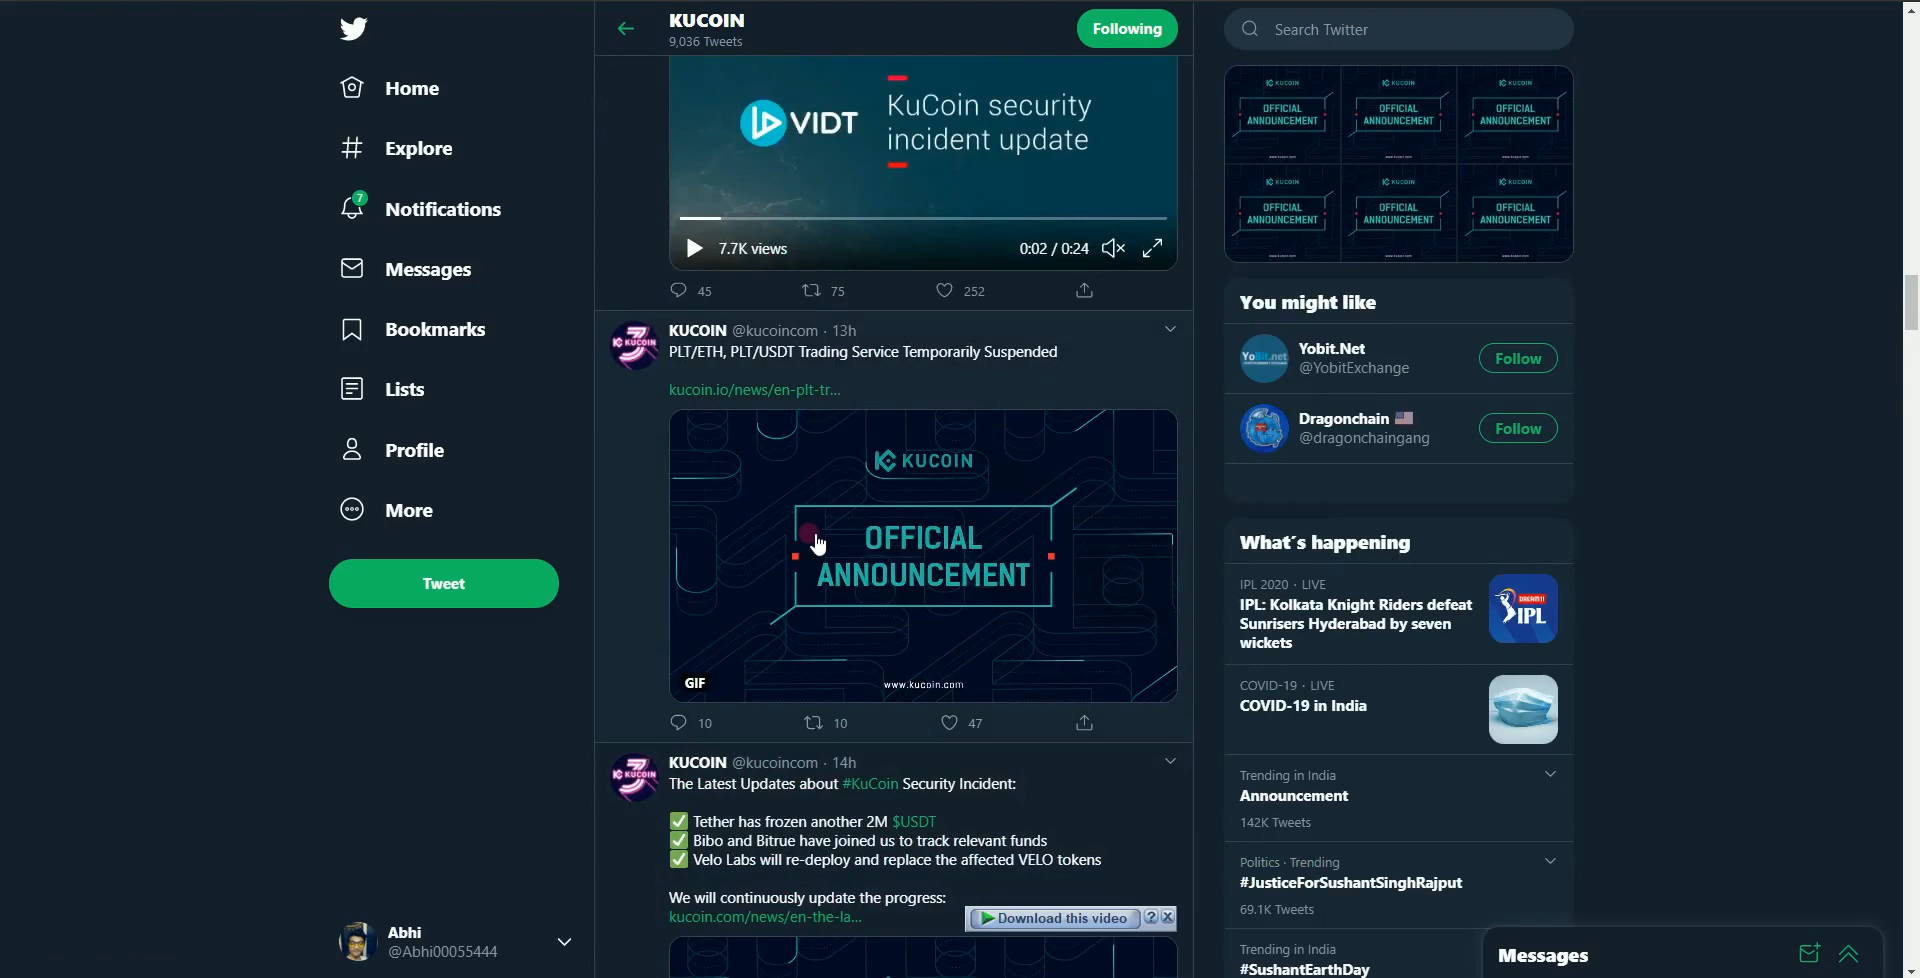 Home
Explore
7
Notifications
Messages
Bookmarks
Lists
Profile
More
Tweet
Abhi
@Abhi00055444
KUCOIN
9,036 Tweets
Following
VIDT
KuCoin security
incident update
7.7K views
0:02 / 0:24
45
75
252
KUCOIN @kucoincom · 13h
PLT/ETH, PLT/USDT Trading Service Temporarily Suspended
kucoin.io/news/en-plt-tr...
KUCOIN
OFFICIAL
ANNOUNCEMENT
GIF
www.kucoin.com
10
10
47
KUCOIN @kucoincom · 14h
The Latest Updates about #KuCoin Security Incident:
Tether has frozen another 2M $USDT
Bibo and Bitrue have joined us to track relevant funds
Velo Labs will re-deploy and replace the affected VELO tokens
We will continuously update the progress:
kucoin.com/news/en-the-la...
Download this video
Search Twitter
KUCOIN
OFFICIAL
ANNOUNCEMENT
KUCOIN
OFFICIAL
ANNOUNCEMENT
KUCOIN
OFFICIAL
ANNOUNCEMENT
KUCOIN
OFFICIAL
ANNOUNCEMENT
KUCOIN
OFFICIAL
ANNOUNCEMENT
KUCOIN
OFFICIAL
ANNOUNCEMENT
You might like
YoBit.net
Yobit.Net
@YobitExchange
Follow
Dragonchain
@dragonchaingang
Follow
What´s happening
IPL 2020 · LIVE
IPL: Kolkata Knight Riders defeat
Sunrisers Hyderabad by seven
wickets
DREAM11
IPL
COVID-19 · LIVE
COVID-19 in India
Trending in India
Announcement
142K Tweets
Politics · Trending
#JusticeForSushantSinghRajput
69.1K Tweets
Trending in India
#SushantEarthDay
Messages